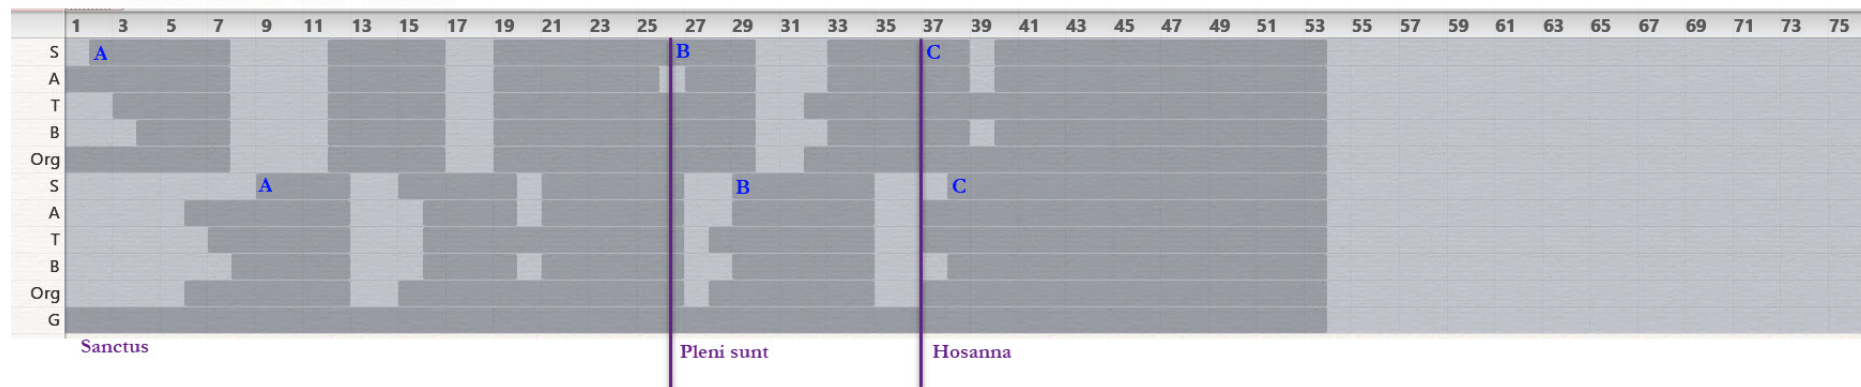 1 3 5 7 9 11 13 15 17 19 21 23 25 27 29 31 33 35 37 39 41 43 45 47 49 51 53 55 57 59 61 63 65 67 69 71 73 75
S A B C
A
T
B
Org
S A B C
A
T
B
Org
G
Sanctus Pleni sunt Hosanna